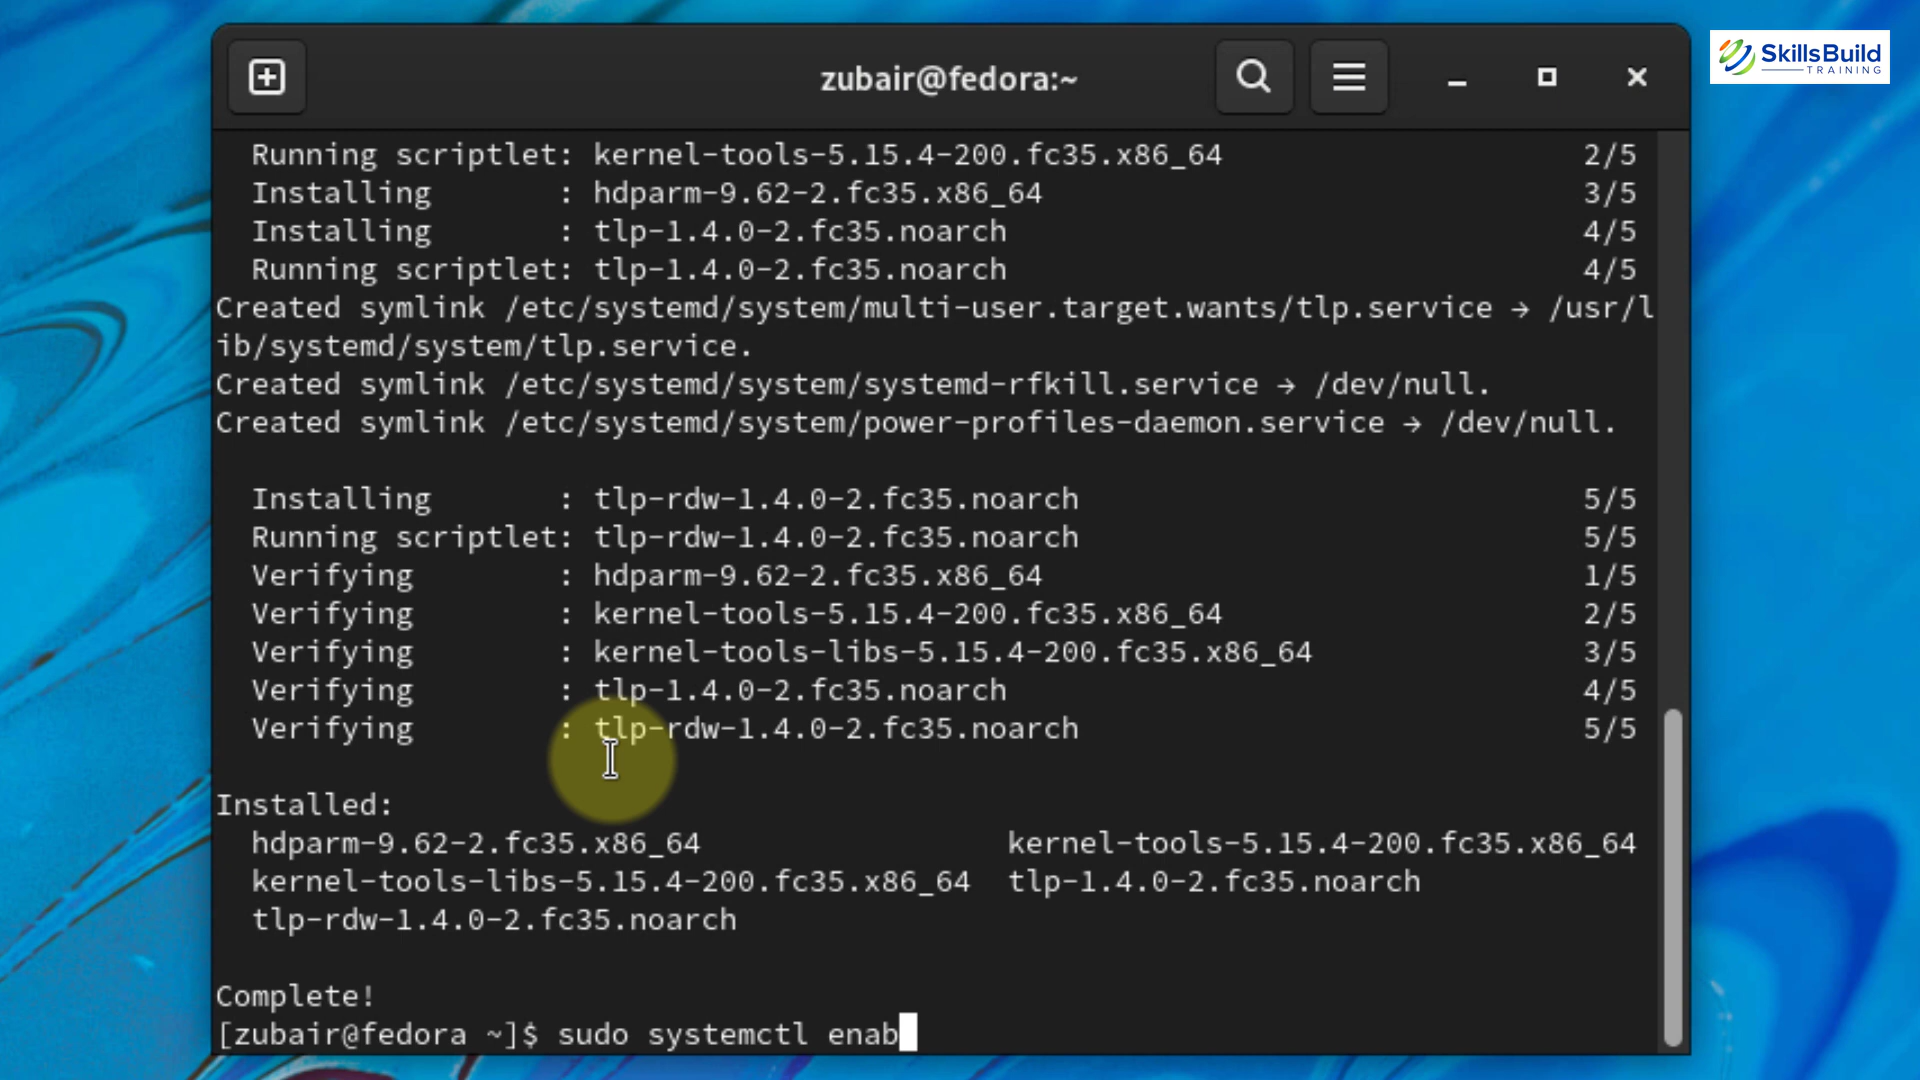 zubair@fedora:~
SkillsBuild
TRAINING
Running scriptlet: kernel-tools-5.15.4-200.fc35.x86_64 2/5
Installing : hdparm-9.62-2.fc35.x86_64 3/5
Installing : tlp-1.4.0-2.fc35.noarch 4/5
Running scriptlet: tlp-1.4.0-2.fc35.noarch 4/5
Created symlink /etc/systemd/system/multi-user.target.wants/tlp.service → /usr/l
ib/systemd/system/tlp.service.
Created symlink /etc/systemd/system/systemd-rfkill.service → /dev/null.
Created symlink /etc/systemd/system/power-profiles-daemon.service → /dev/null.
Installing : tlp-rdw-1.4.0-2.fc35.noarch 5/5
Running scriptlet: tlp-rdw-1.4.0-2.fc35.noarch 5/5
Verifying : hdparm-9.62-2.fc35.x86_64 1/5
Verifying : kernel-tools-5.15.4-200.fc35.x86_64 2/5
Verifying : kernel-tools-libs-5.15.4-200.fc35.x86_64 3/5
Verifying : tlp-1.4.0-2.fc35.noarch 4/5
Verifying : tlp-rdw-1.4.0-2.fc35.noarch 5/5
Installed:
hdparm-9.62-2.fc35.x86_64 kernel-tools-5.15.4-200.fc35.x86_64
kernel-tools-libs-5.15.4-200.fc35.x86_64 tlp-1.4.0-2.fc35.noarch
tlp-rdw-1.4.0-2.fc35.noarch
Complete!
[zubair@fedora ~]$ sudo systemctl enab